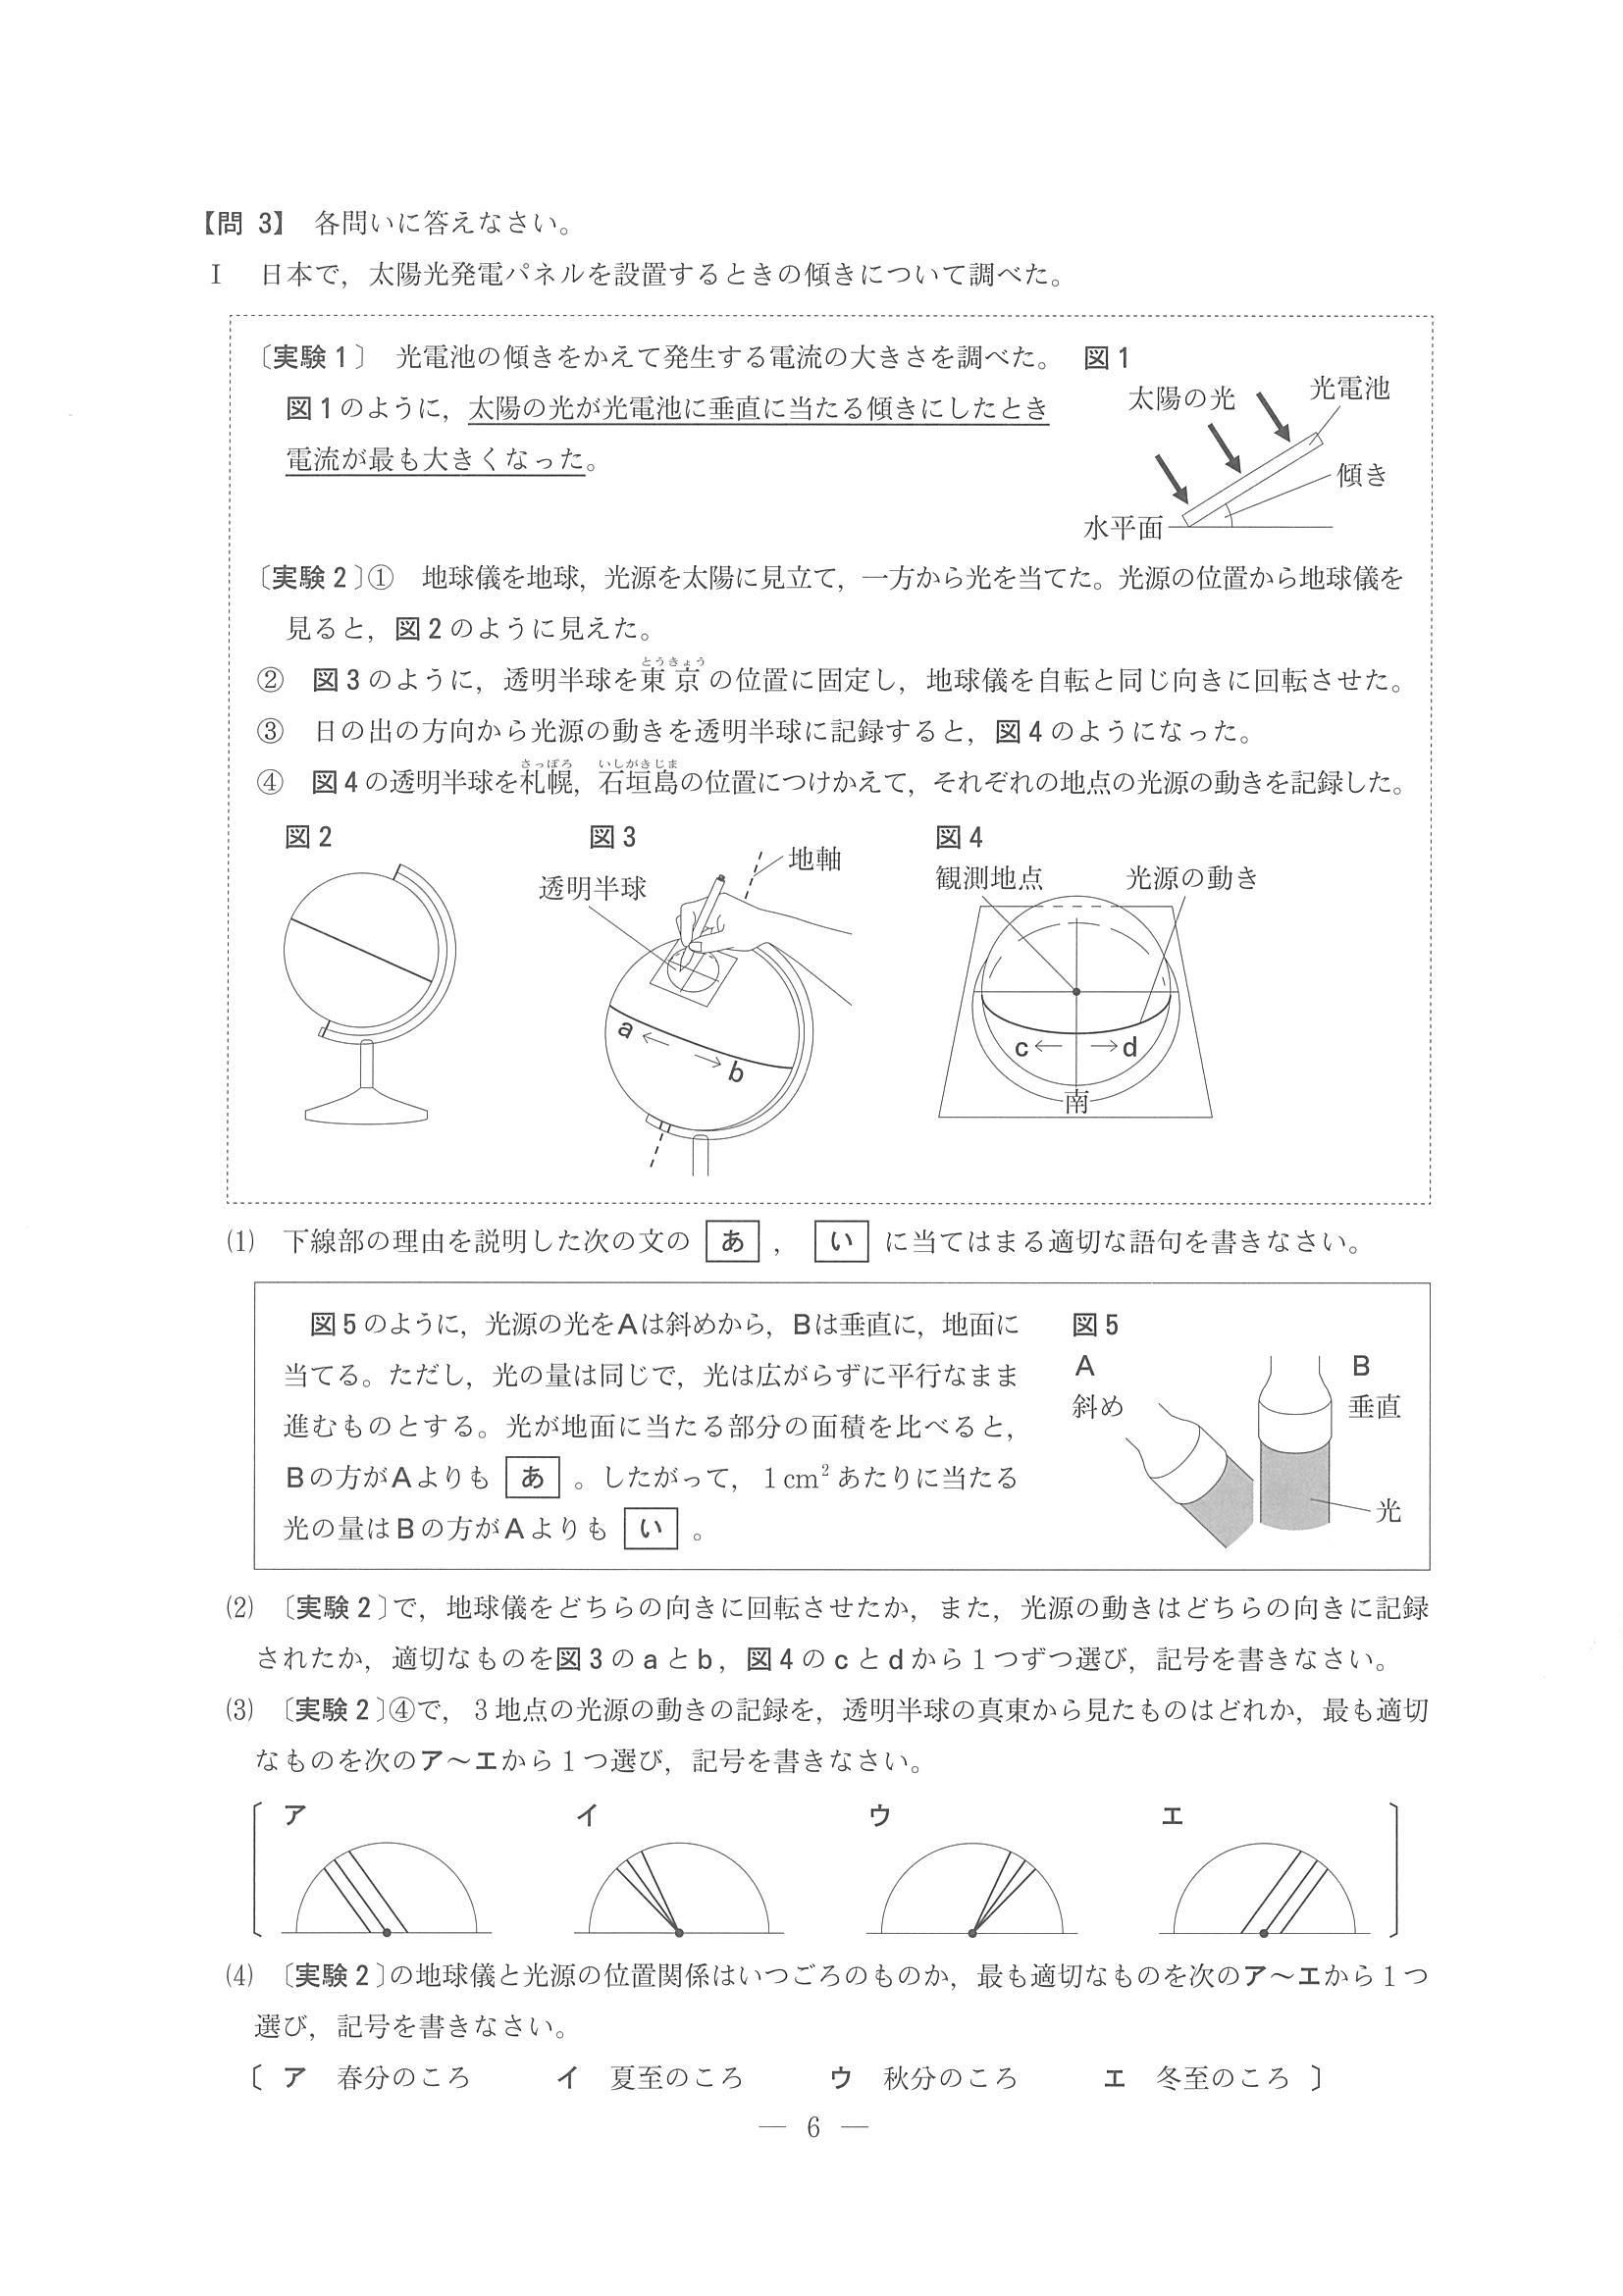 【問 3】 各問いに答えなさい。
Ⅰ 日本で，太陽光発電パネルを設置するときの傾きについて調べた。
〔実験1〕 光電池の傾きをかえて発生する電流の大きさを調べた。
図1のように，太陽の光が光電池に垂直に当たる傾きにしたとき
電流が最も大きくなった。
図1
太陽の光
光電池
傾き
水平面
〔実験2〕① 地球儀を地球，光源を太陽に見立て，一方から光を当てた。光源の位置から地球儀を
見ると，図2のように見えた。
とうきょう
② 図3のように，透明半球を東京の位置に固定し，地球儀を自転と同じ向きに回転させた。
③ 日の出の方向から光源の動きを透明半球に記録すると，図4のようになった。
さっぽろ いしがきじま
④ 図4の透明半球を札幌，石垣島の位置につけかえて，それぞれの地点の光源の動きを記録した。
図2
図3
地軸
透明半球
a
b
図4
観測地点 光源の動き
c d
南
(1) 下線部の理由を説明した次の文の あ ， い に当てはまる適切な語句を書きなさい。
図5のように，光源の光をAは斜めから，Bは垂直に，地面に
当てる。ただし，光の量は同じで，光は広がらずに平行なまま
進むものとする。光が地面に当たる部分の面積を比べると，
Bの方がAよりも あ 。したがって，1cm²あたりに当たる
光の量はBの方がAよりも い 。
図5
A B
斜め 垂直
光
(2) 〔実験2〕で，地球儀をどちらの向きに回転させたか，また，光源の動きはどちらの向きに記録
されたか，適切なものを図3のaとb，図4のcとdから1つずつ選び，記号を書きなさい。
(3) 〔実験2〕④で，3地点の光源の動きの記録を，透明半球の真東から見たものはどれか，最も適切
なものを次のア～エから1つ選び，記号を書きなさい。
〔 ア イ ウ エ 〕
(4) 〔実験2〕の地球儀と光源の位置関係はいつごろのものか，最も適切なものを次のア～エから1つ
選び，記号を書きなさい。
〔 ア 春分のころ イ 夏至のころ ウ 秋分のころ エ 冬至のころ 〕
— 6 —